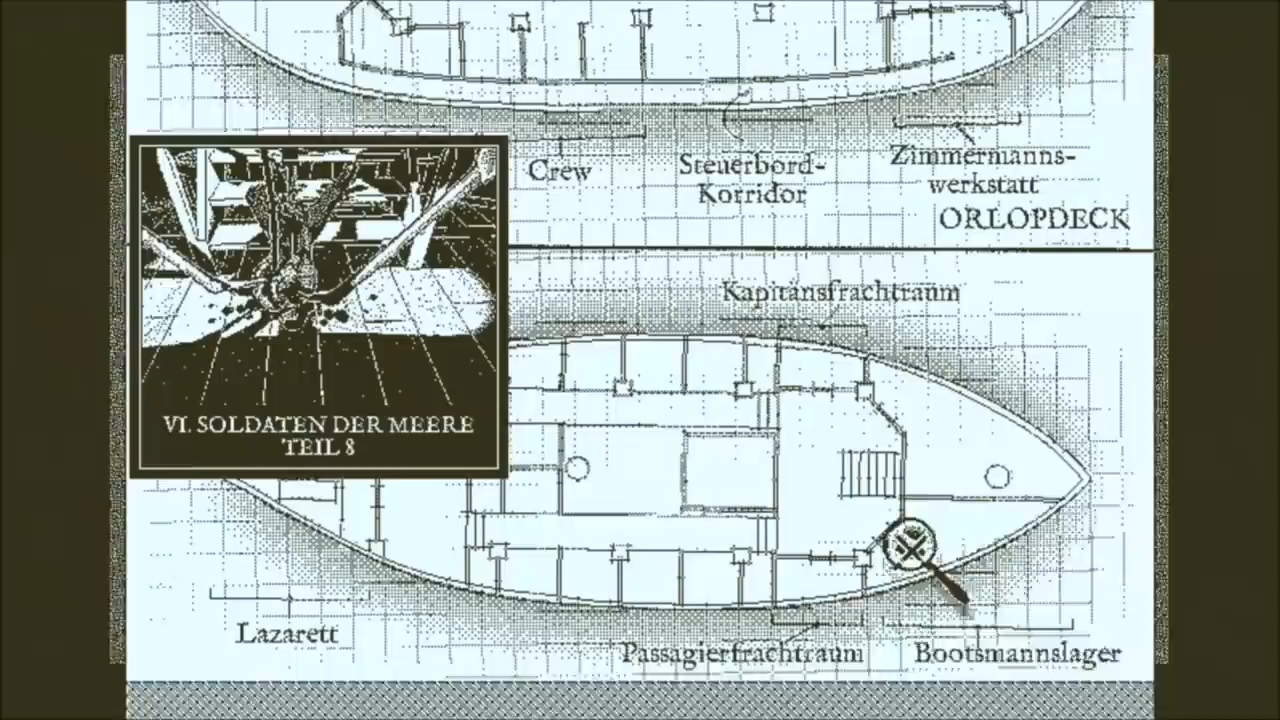 Crew
Steuerbord-
Korridor
Zimmermanns-
werkstatt
ORLOPDECK
Kapitänsfrachtraum
VI. SOLDATEN DER MEERE
TEIL 8
Lazarett
Passagierfrachtraum
Bootsmannslager